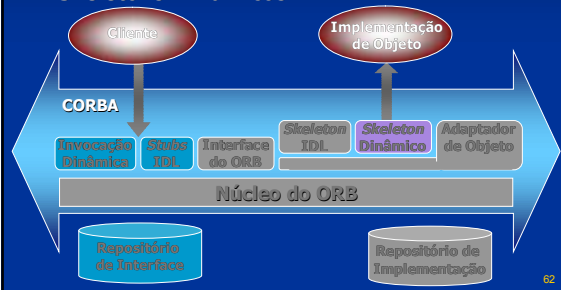 Cliente
Implementação
de Objeto
CORBA
Invocação
Dinâmica
Stubs
IDL
Interface
do ORB
Skeleton
IDL
Skeleton
Dinâmico
Adaptador
de Objeto
Núcleo do ORB
Repositório
de Interface
Repositório de
Implementação
62